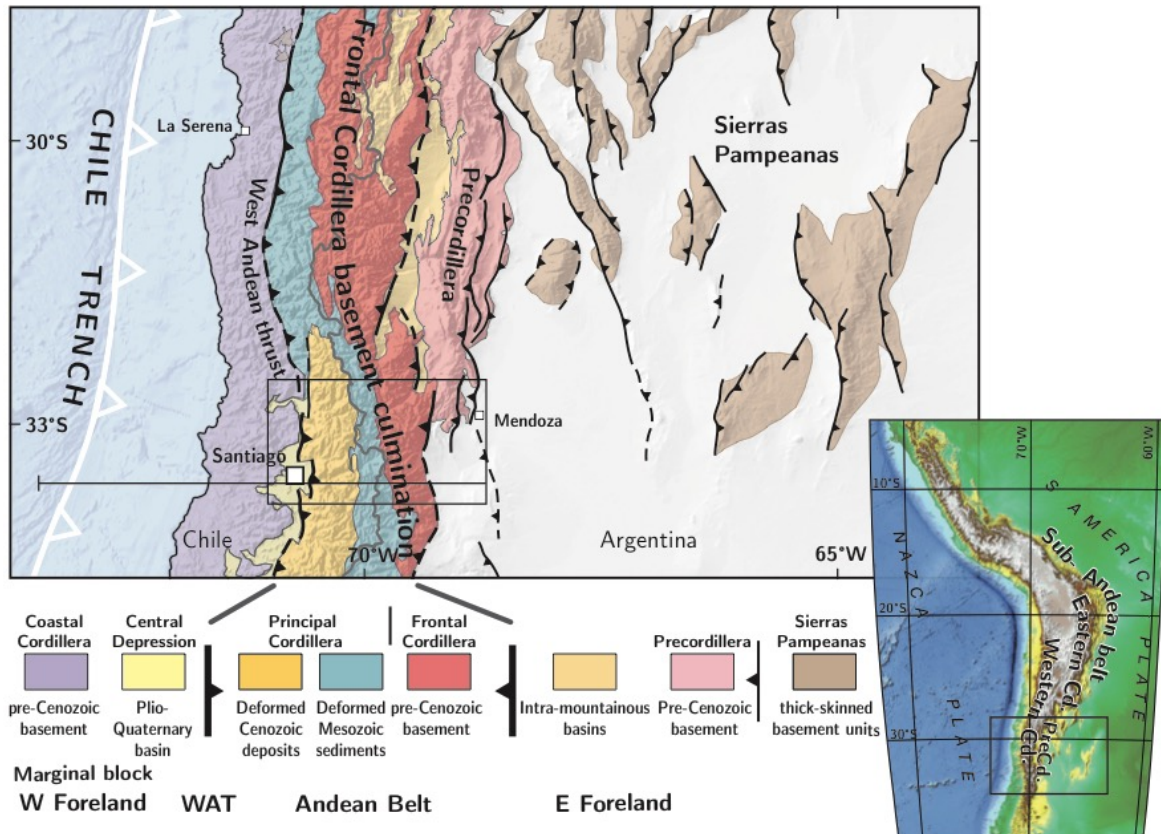 CHILE TRENCH
30°S
33°S
La Serena
West Andean thrust
Frontal Cordillera basement culmination
Precordillera
Sierras
Pampeanas
Santiago
Mendoza
Chile
70°W
Argentina
65°W
Coastal
Cordillera
Central
Depression
Principal
Cordillera
Frontal
Cordillera
Precordillera
Sierras
Pampeanas
pre-Cenozoic
basement
Plio-
Quaternary
basin
Deformed
Cenozoic
deposits
Deformed
Mesozoic
sediments
pre-Cenozoic
basement
Intra-mountainous
basins
Pre-Cenozoic
basement
thick-skinned
basement units
Marginal block
W Foreland
WAT
Andean Belt
E Foreland
70°W
60°W
10°S
20°S
30°S
S AMERICA PLATE
NAZCA PLATE
Sub- Andean belt
Eastern Cd.
Western Cd.
PreCd.